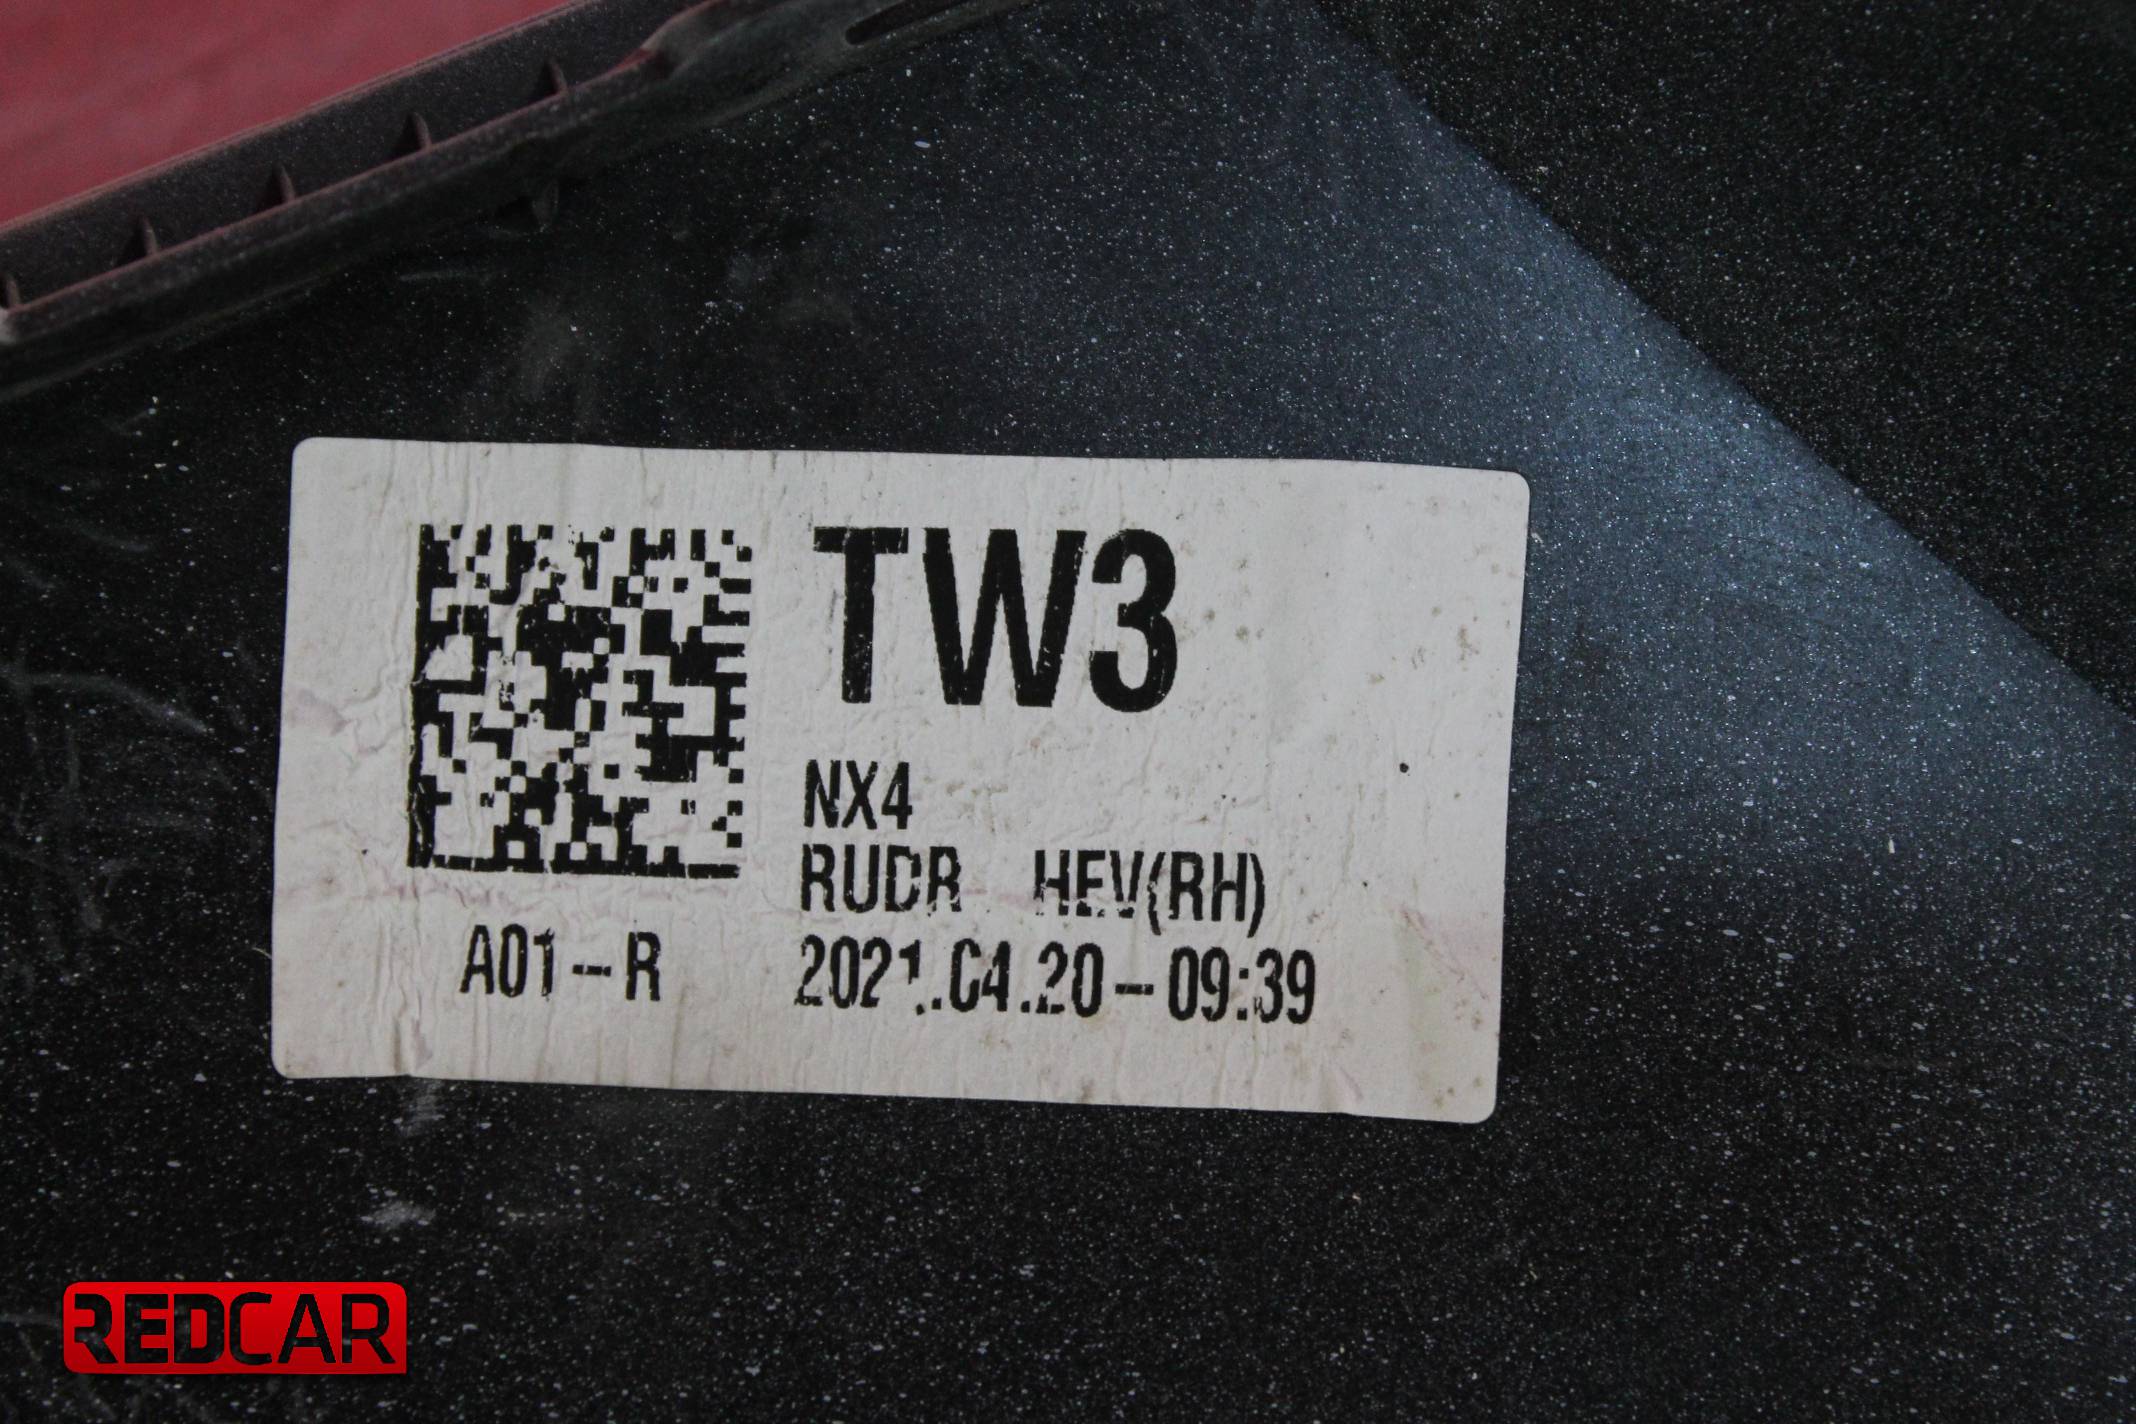 TW3
NX4
RUDR HEV(RH)
A01-R
2021.04.20-09:39
REDCAR